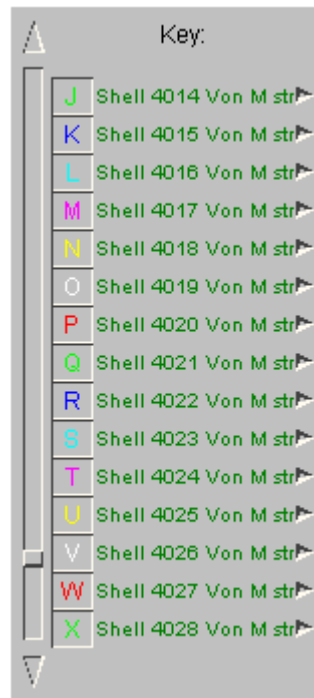 Key:
J Shell 4014 Von M str
K Shell 4015 Von M str
L Shell 4016 Von M str
M Shell 4017 Von M str
N Shell 4018 Von M str
O Shell 4019 Von M str
P Shell 4020 Von M str
Q Shell 4021 Von M str
R Shell 4022 Von M str
S Shell 4023 Von M str
T Shell 4024 Von M str
U Shell 4025 Von M str
V Shell 4026 Von M str
W Shell 4027 Von M str
X Shell 4028 Von M str